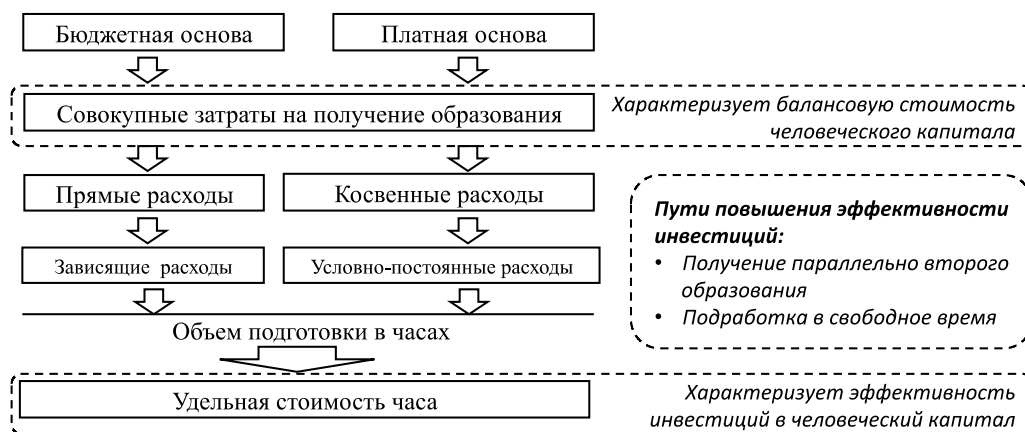 Бюджетная основа
Платная основа
Совокупные затраты на получение образования
Характеризует балансовую стоимость
человеческого капитала
Прямые расходы
Косвенные расходы
Зависящие расходы
Условно-постоянные расходы
Пути повышения эффективности
инвестиций:
• Получение параллельно второго
образования
• Подработка в свободное время
Объем подготовки в часах
Удельная стоимость часа
Характеризует эффективность
инвестиций в человеческий капитал